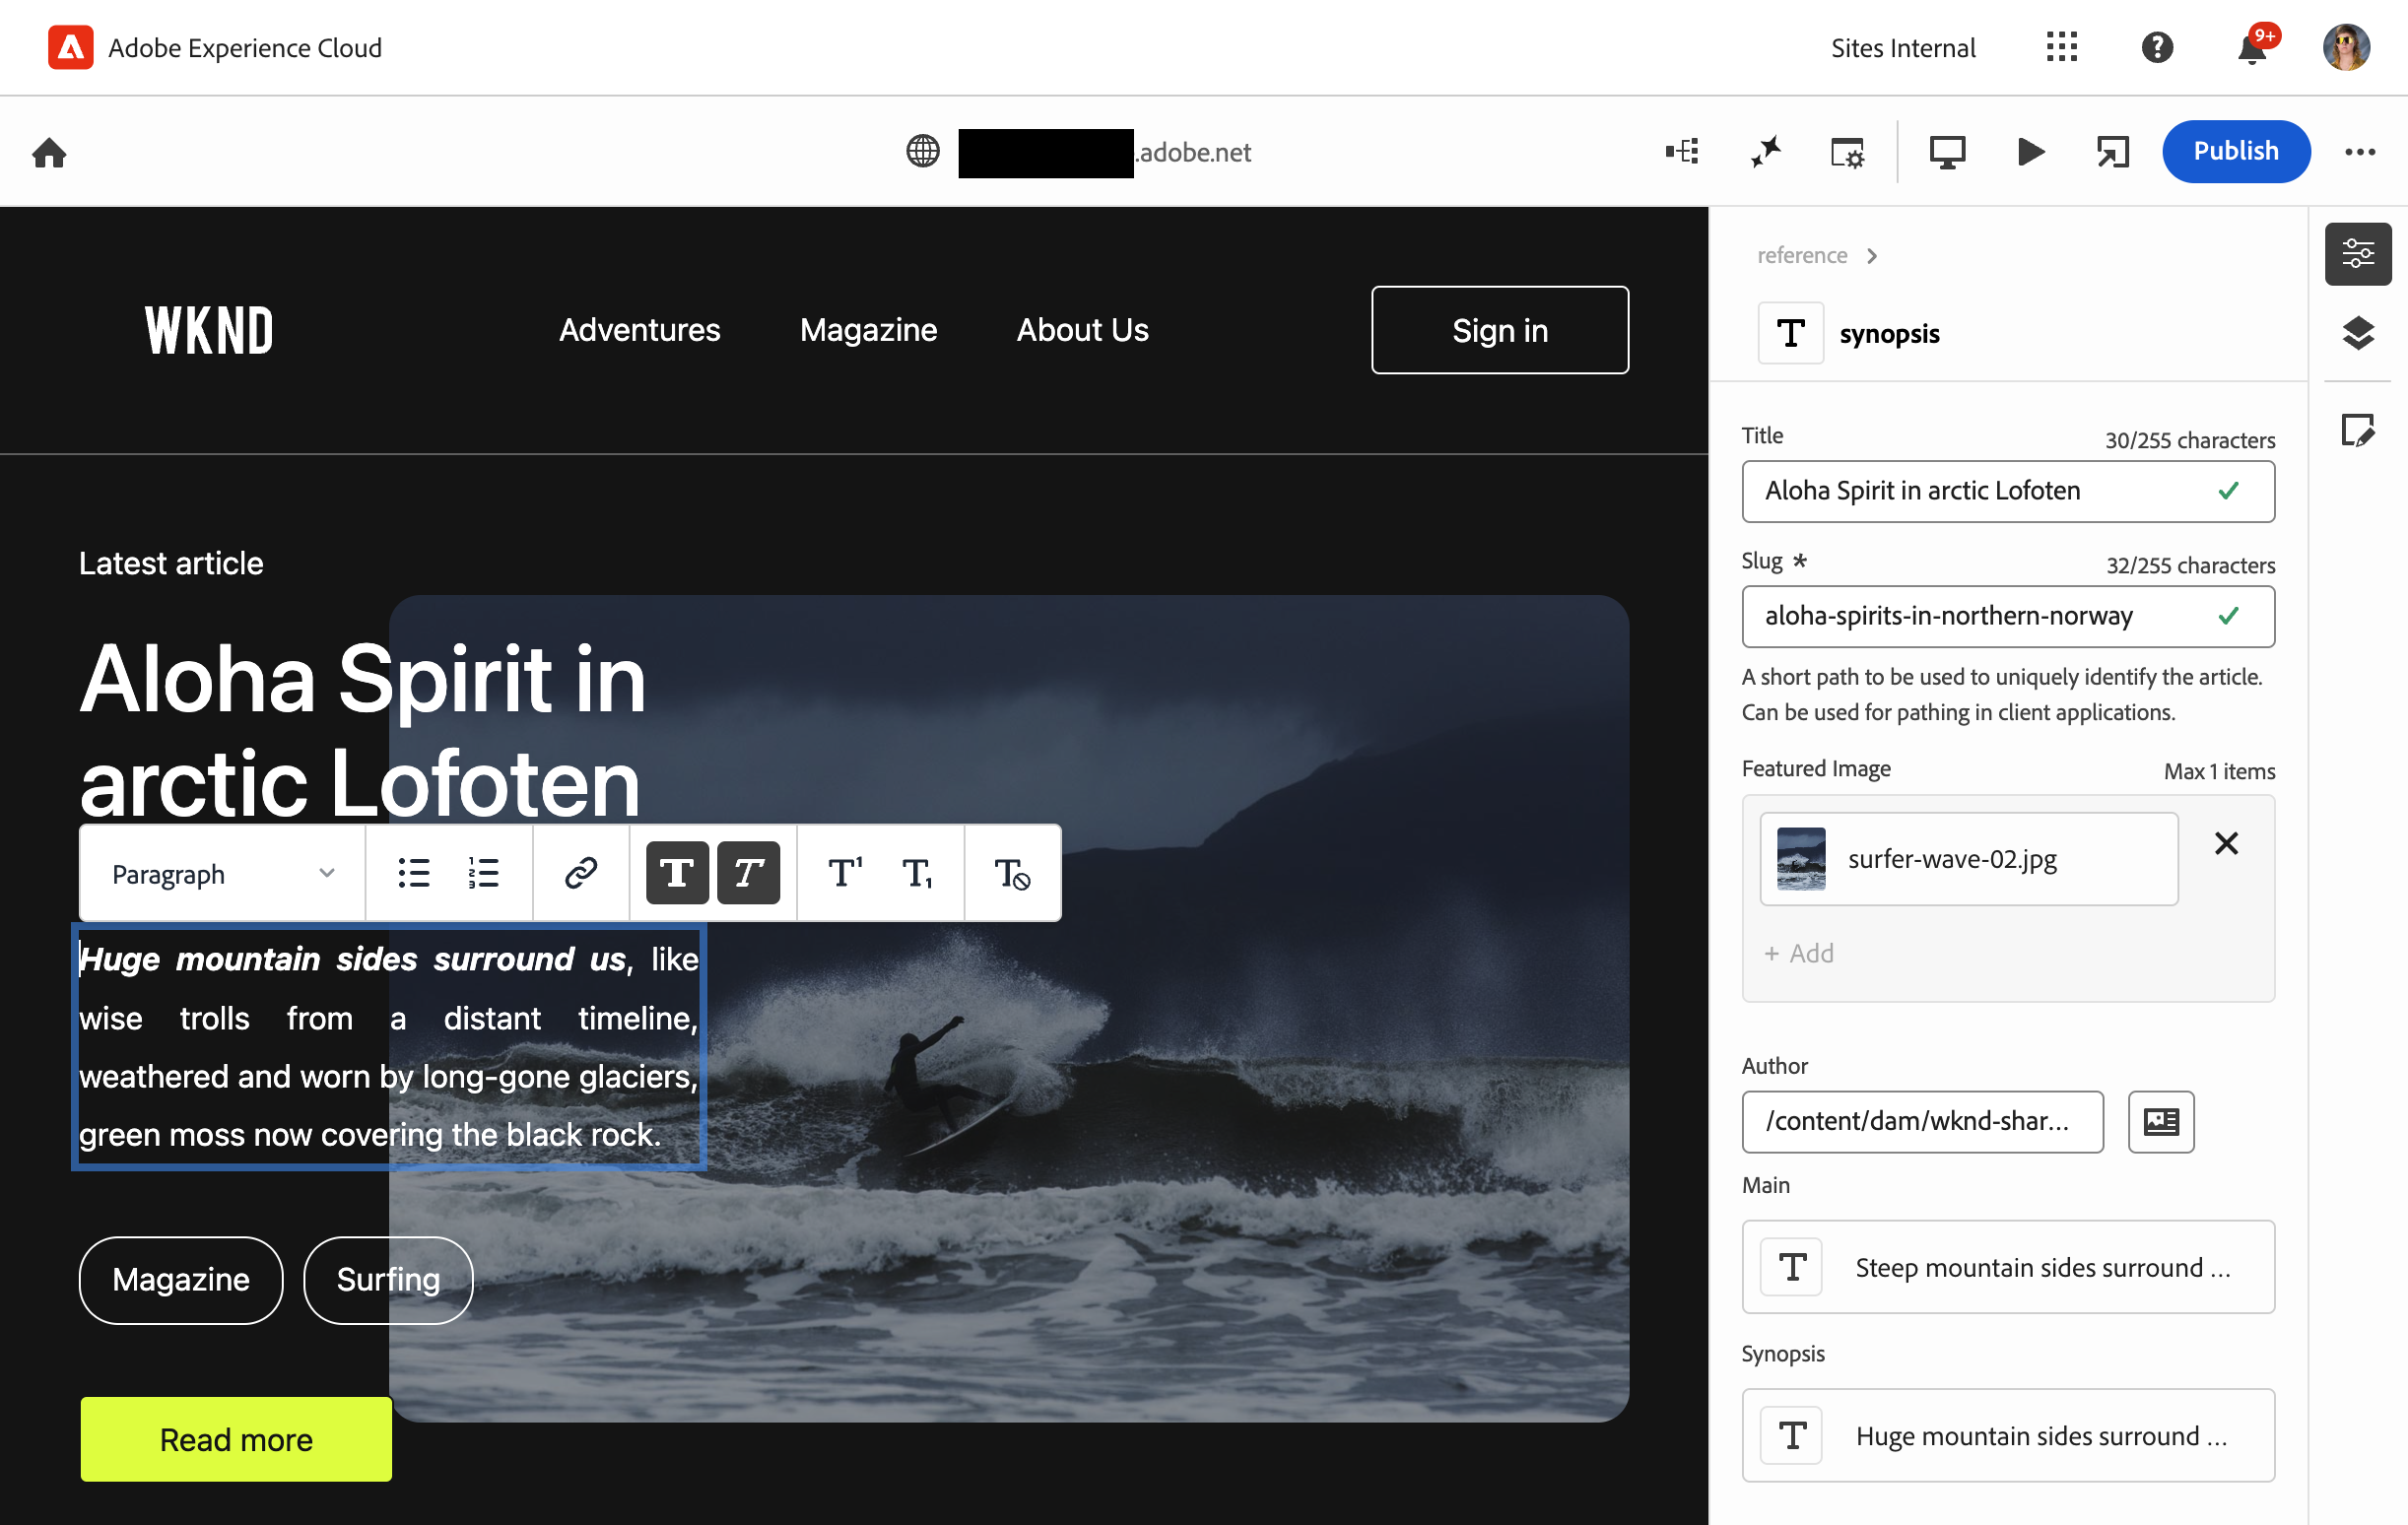 Adobe Experience Cloud
Sites Internal
9+
.adobe.net
Publish
WKND
Adventures
Magazine
About Us
Sign in
Latest article
Aloha Spirit in
arctic Lofoten
Paragraph
Huge mountain sides surround us, like
wise trolls from a distant timeline,
weathered and worn by long-gone glaciers,
green moss now covering the black rock.
Magazine
Surfing
Read more
reference
synopsis
Title
30/255 characters
Aloha Spirit in arctic Lofoten
Slug *
32/255 characters
aloha-spirits-in-northern-norway
A short path to be used to uniquely identify the article.
Can be used for pathing in client applications.
Featured Image
Max 1 items
surfer-wave-02.jpg
+ Add
Author
/content/dam/wknd-shar...
Main
Steep mountain sides surround ...
Synopsis
Huge mountain sides surround ...